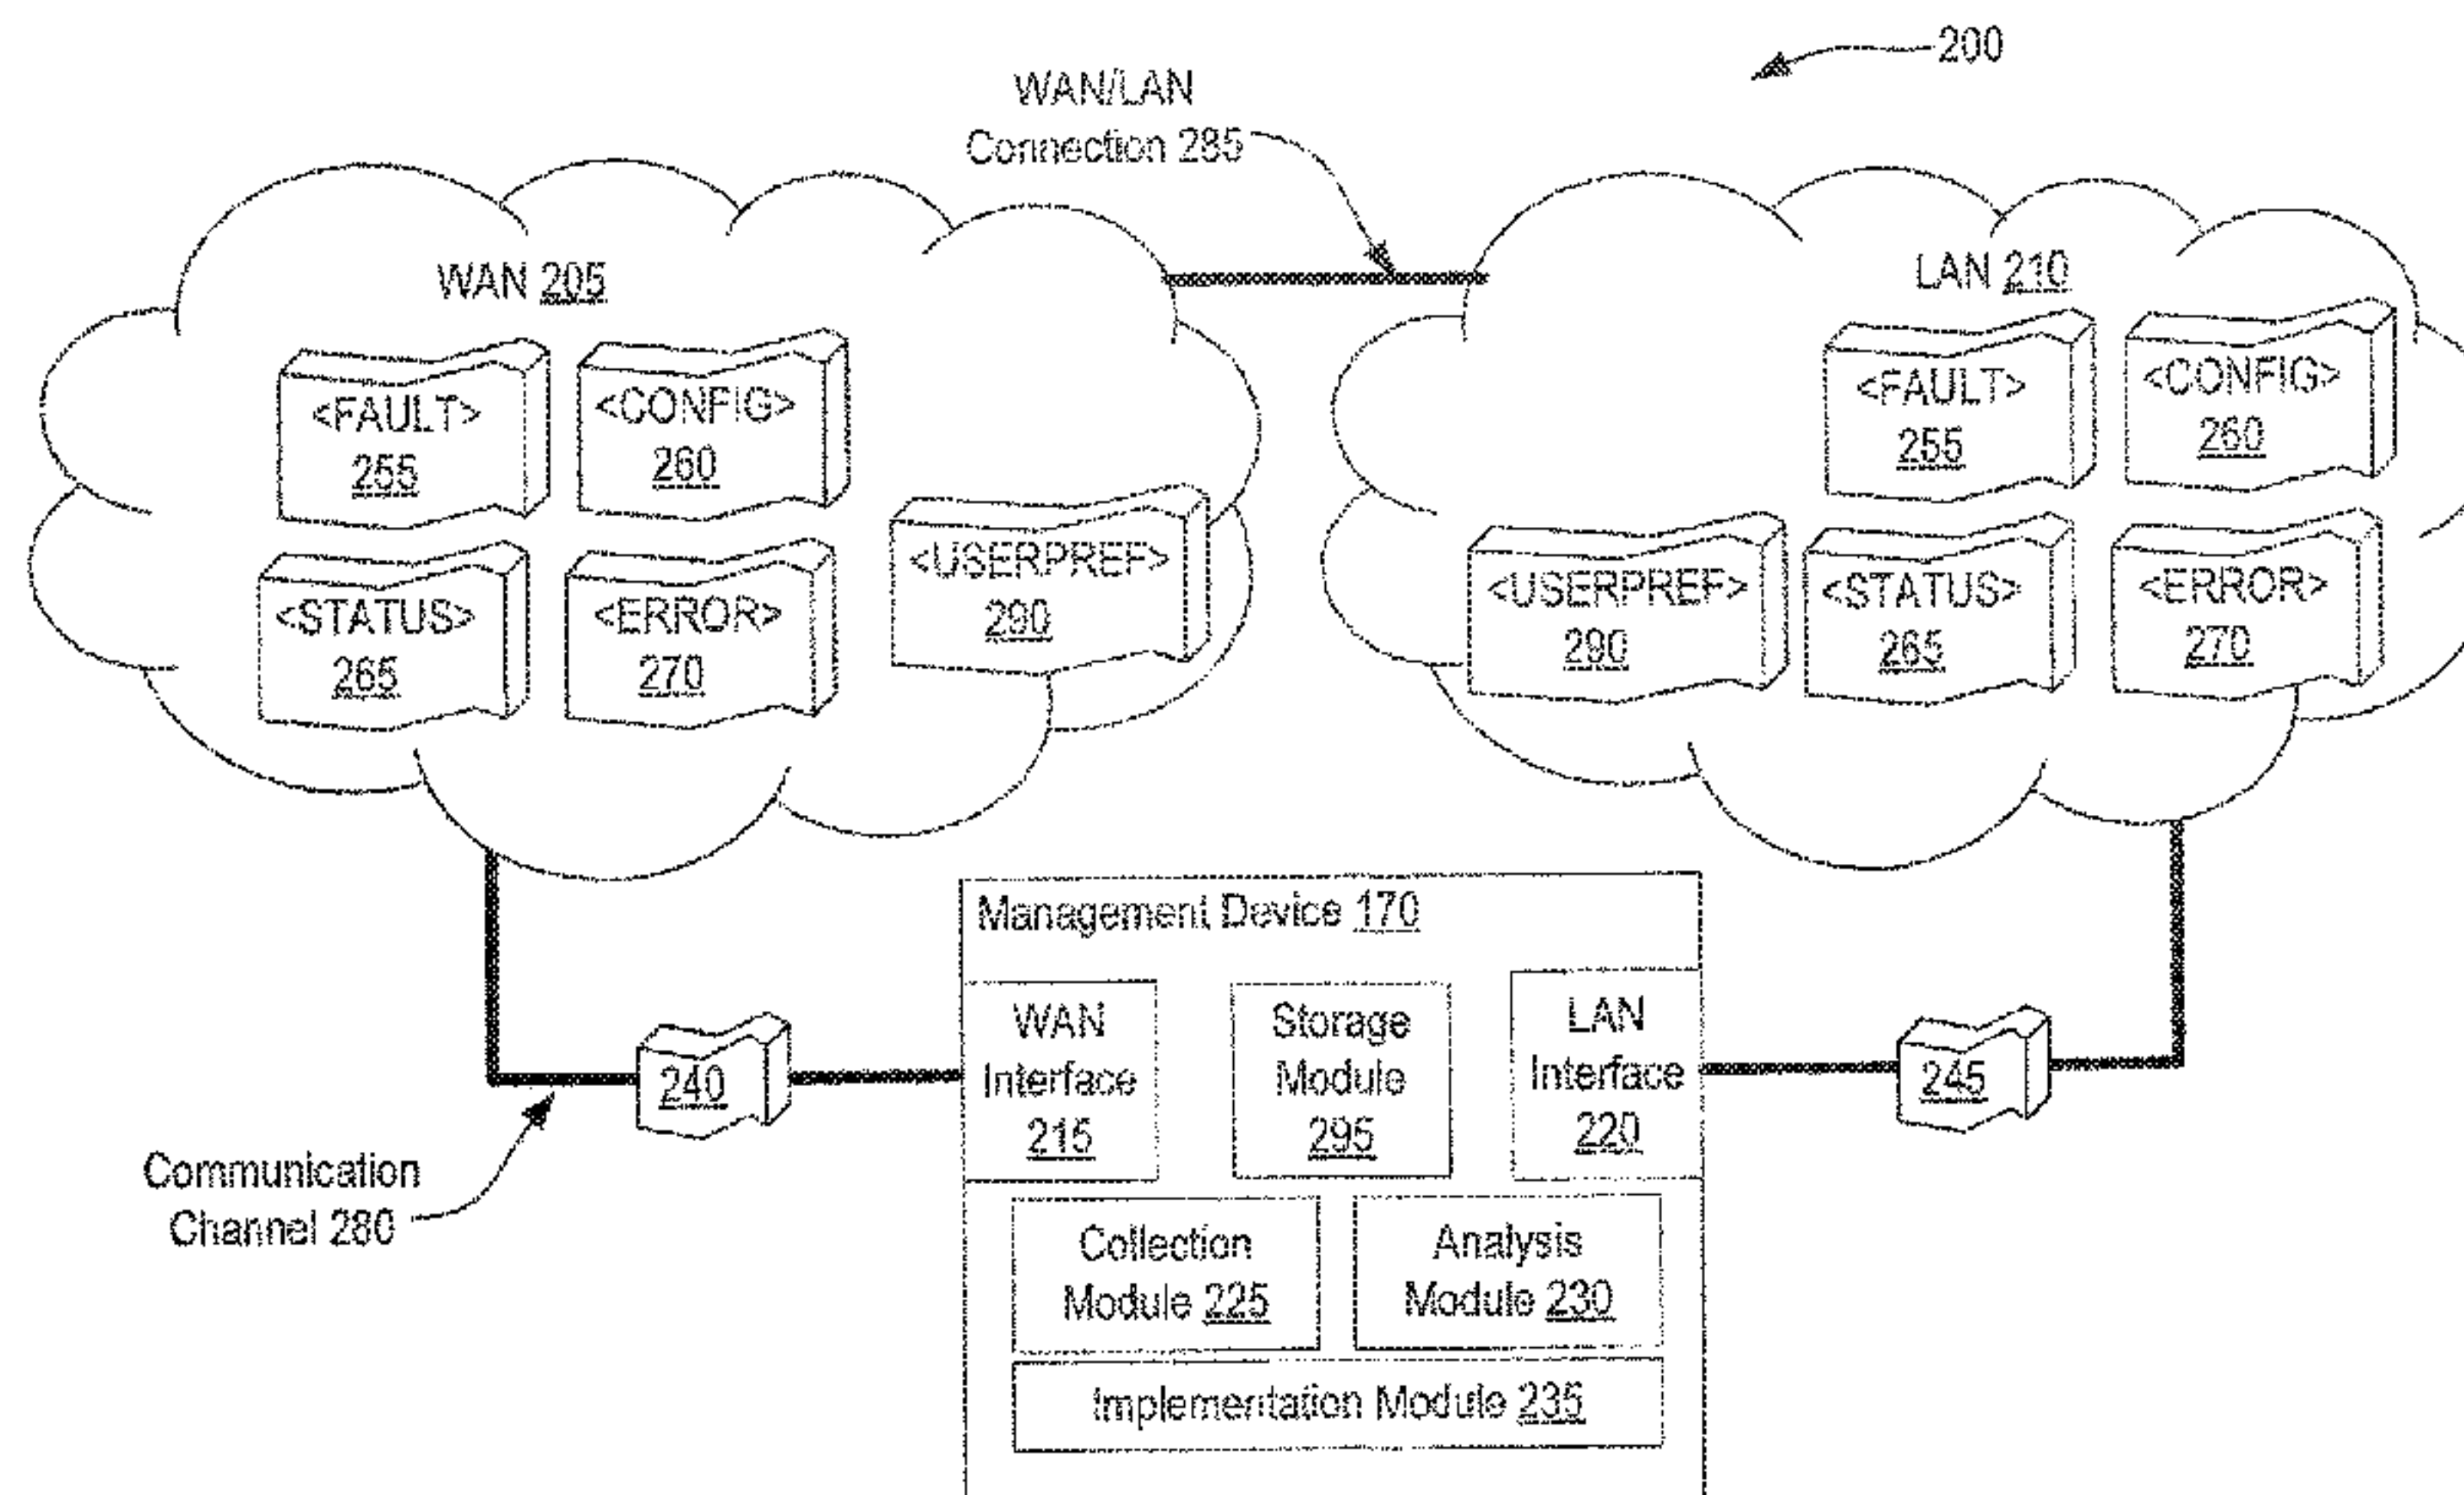 200
WAN/LAN
Connection 285
WAN 205
LAN 210
<FAULT>
255
<CONFIG>
260
<STATUS>
265
<ERROR>
270
<USERPREF>
290
<FAULT>
255
<CONFIG>
260
<USERPREF>
290
<STATUS>
265
<ERROR>
270
Management Device 170
WAN
Interface
215
Storage
Module
295
LAN
Interface
220
240
245
Communication
Channel 280
Collection
Module 225
Analysis
Module 230
Implementation Module 235